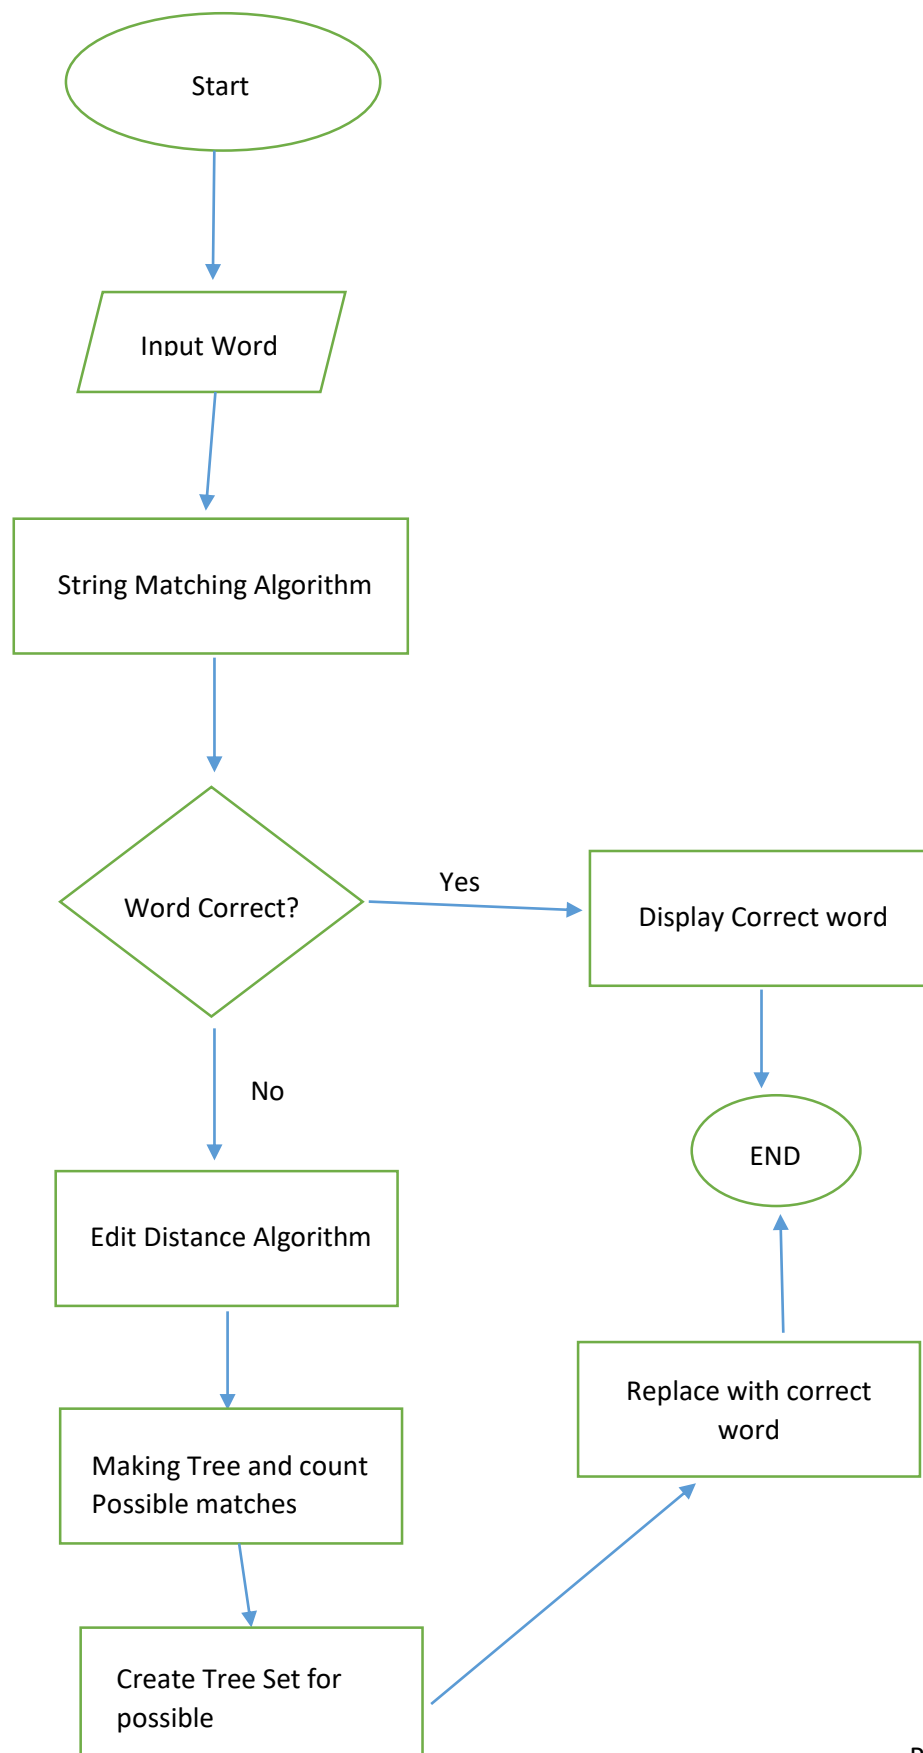 Start
Input Word
String Matching Algorithm
Word Correct?
Yes
Display Correct word
No
END
Edit Distance Algorithm
Replace with correct
word
Making Tree and count
Possible matches
Create Tree Set for
possible